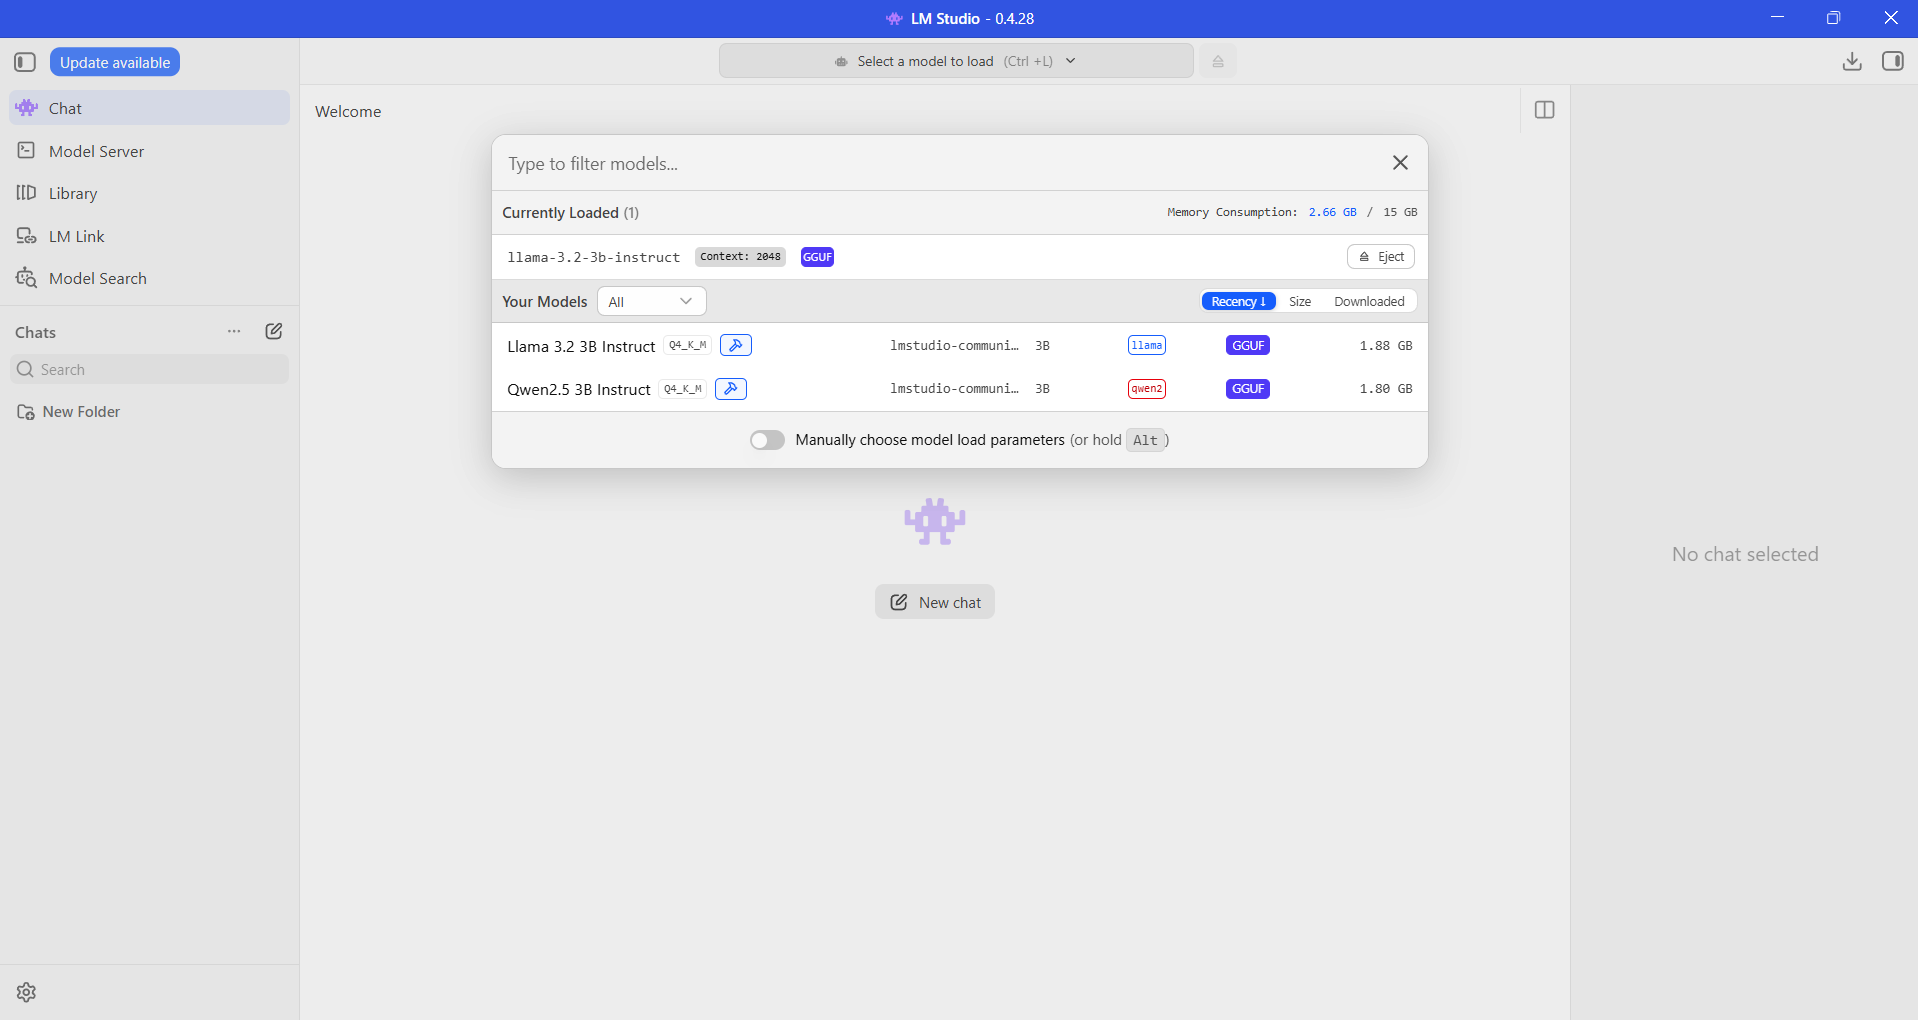 LM Studio - 0.4.28
Update available
Select a model to load (Ctrl +L)
Chat
Model Server
Library
LM Link
Model Search
Chats
Search
New Folder
Welcome
Type to filter models...
Currently Loaded (1)
Memory Consumption: 2.66 GB / 15 GB
llama-3.2-3b-instruct Context: 2048 GGUF Eject
Your Models All Recency ↓ Size Downloaded
Llama 3.2 3B Instruct Q4_K_M lmstudio-communi… 3B llama GGUF 1.88 GB
Qwen2.5 3B Instruct Q4_K_M lmstudio-communi… 3B qwen2 GGUF 1.80 GB
Manually choose model load parameters (or hold Alt)
New chat
No chat selected